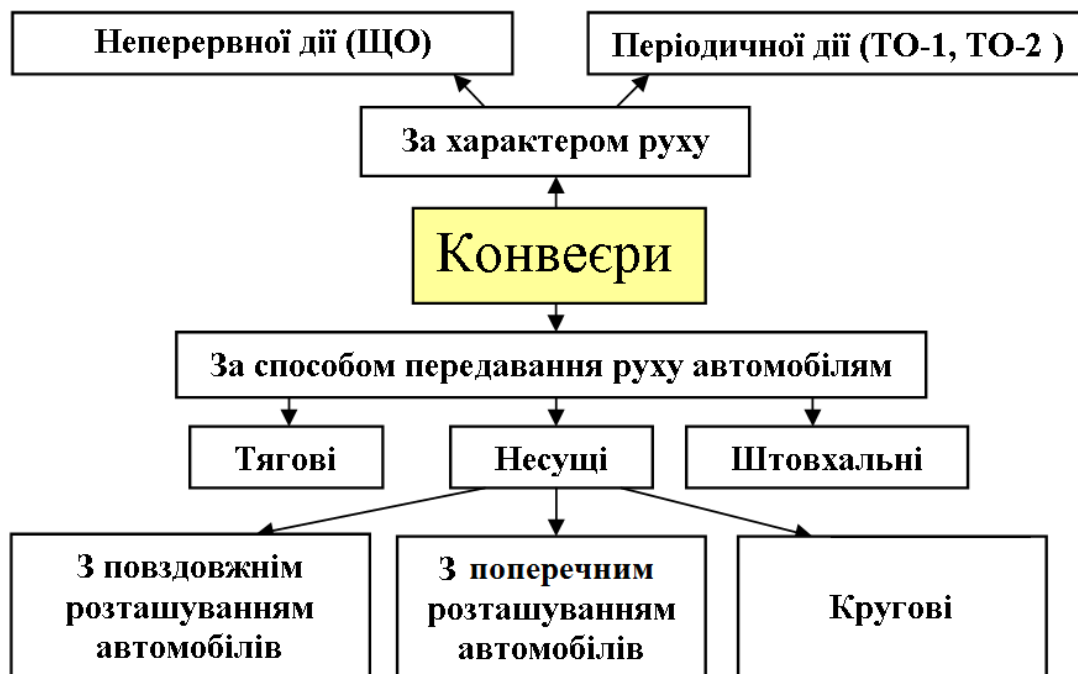 Неперервної дії (ЩО)
Періодичної дії (ТО-1, ТО-2 )
За характером руху
Конвеєри
За способом передавання руху автомобілям
Тягові
Несущі
Штовхальні
З повздовжнім
розташуванням
автомобілів
З поперечним
розташуванням
автомобілів
Кругові